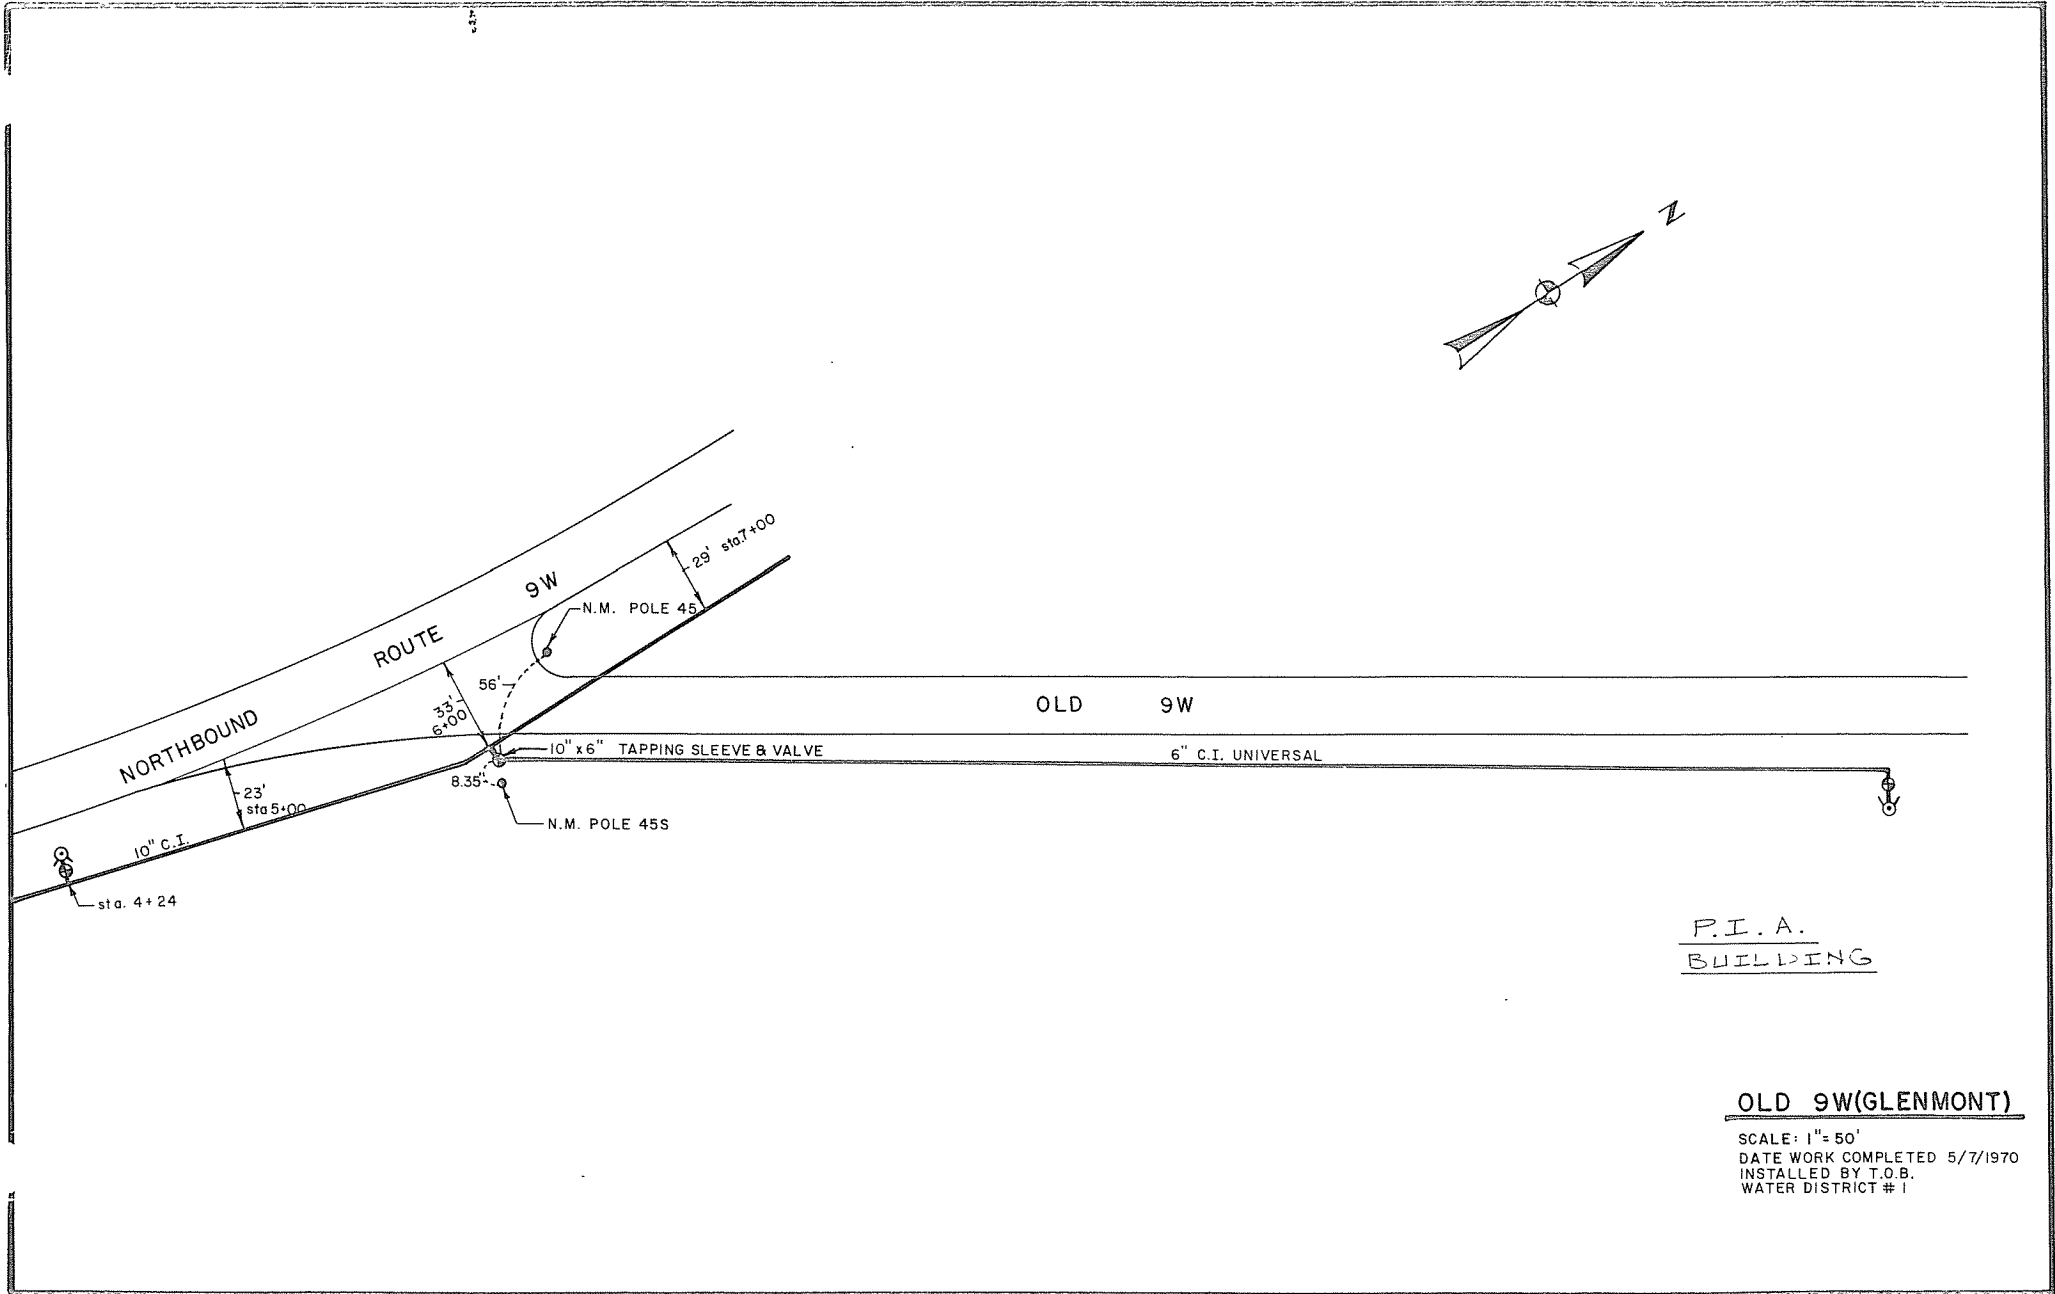 N
29' sta.7+00
9W
N.M. POLE 45
ROUTE
56'
33'
6+00
OLD 9W
NORTHBOUND
10" x 6" TAPPING SLEEVE & VALVE
6" C.I. UNIVERSAL
8.35'
23'
sta 5+00
N.M. POLE 45S
10" C.I.
sta. 4+24
P.I.A.
BUILDING
OLD 9W(GLENMONT)
SCALE: 1"=50'
DATE WORK COMPLETED 5/7/1970
INSTALLED BY T.O.B.
WATER DISTRICT # 1